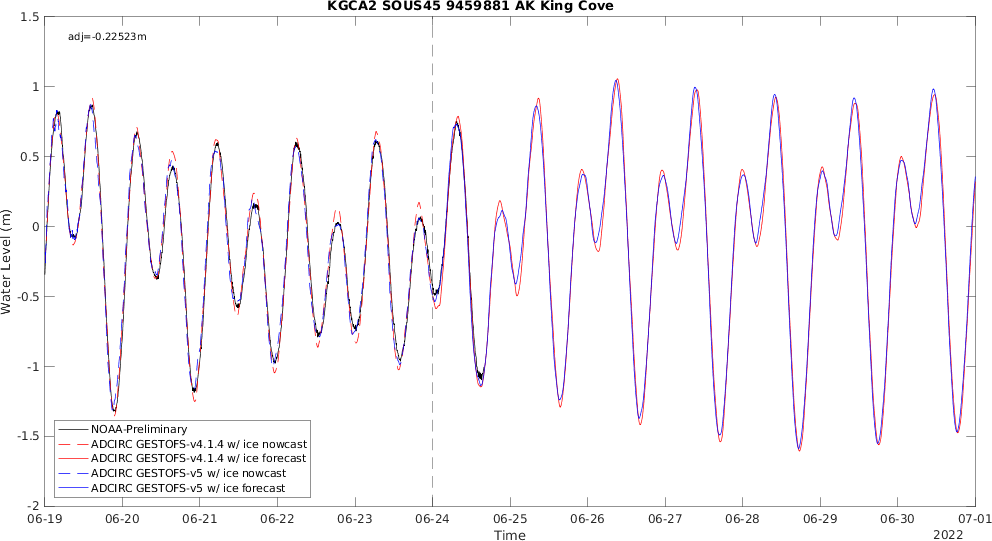 KGCA2 SOUS45 9459881 AK King Cove
adj=-0.22523m
1.5
1
0.5
0
-0.5
-1
-1.5
-2
Water Level (m)
NOAA-Preliminary
ADCIRC GESTOFS-v4.1.4 w/ ice nowcast
ADCIRC GESTOFS-v4.1.4 w/ ice forecast
ADCIRC GESTOFS-v5 w/ ice nowcast
ADCIRC GESTOFS-v5 w/ ice forecast
06-19 06-20 06-21 06-22 06-23 06-24 06-25 06-26 06-27 06-28 06-29 06-30 07-01
Time
2022